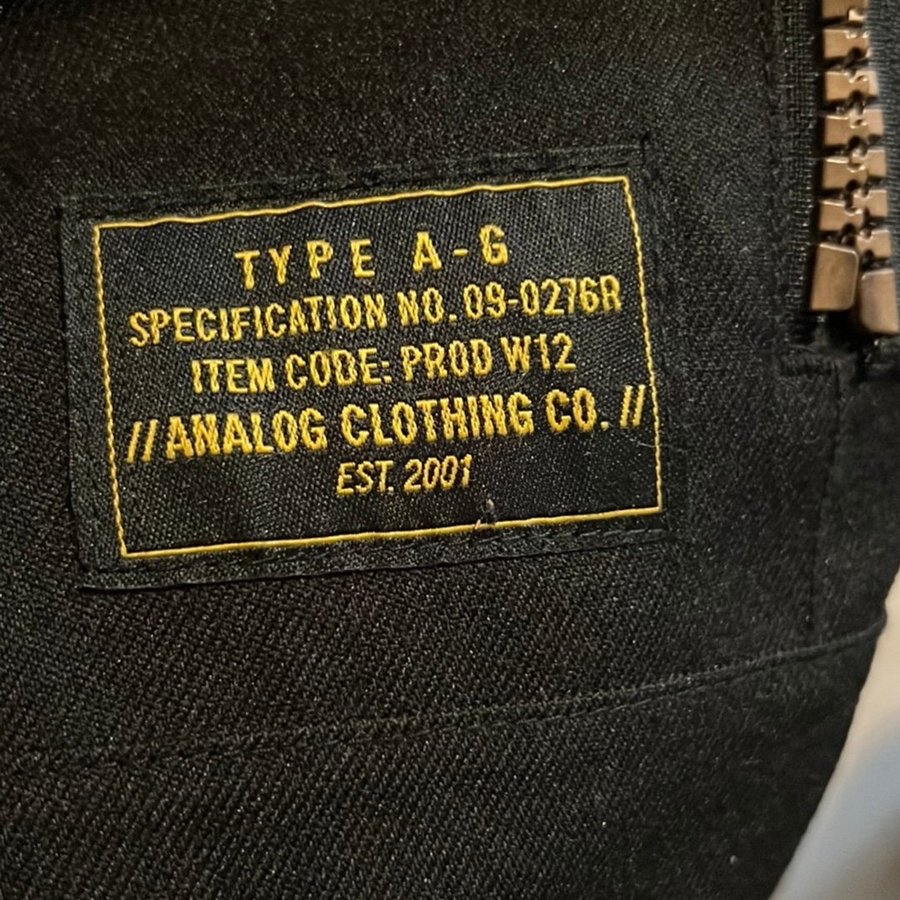 TYPE A-G
SPECIFICATION NO. 09-0276R
ITEM CODE: PROD W12
//ANALOG CLOTHING CO.//
EST. 2001